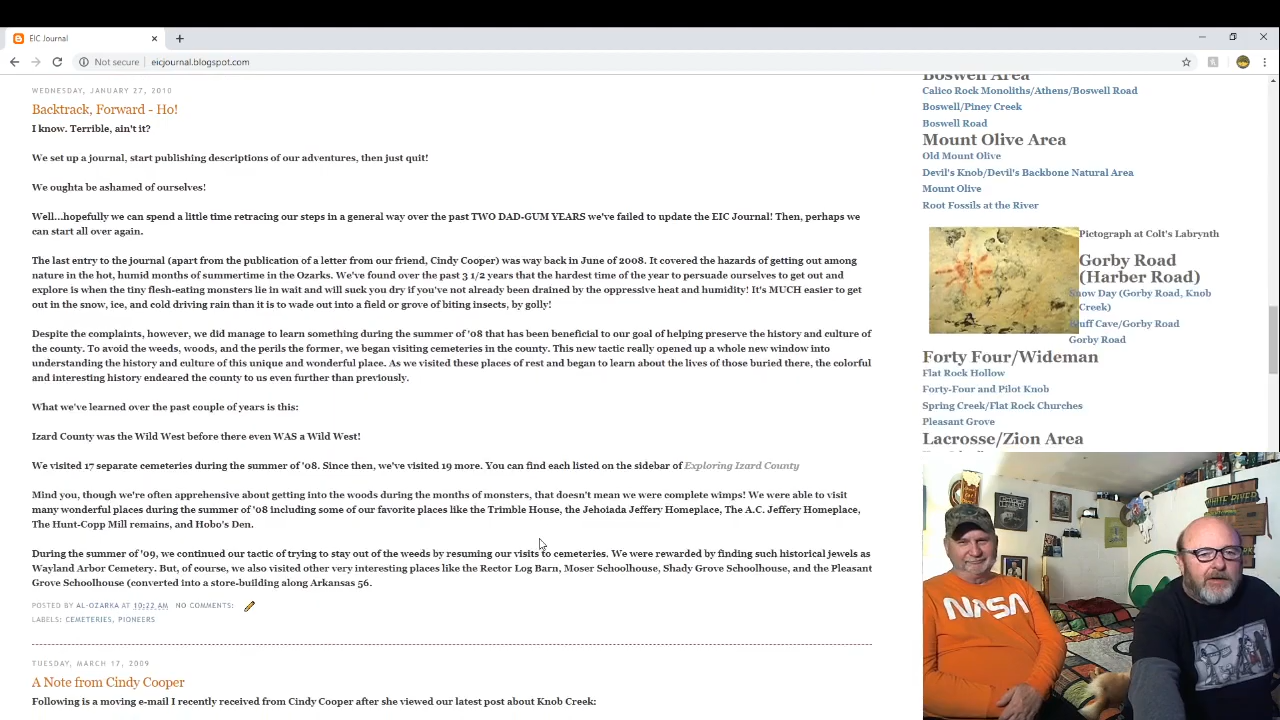 EIC Journal
Not secure | eicjournal.blogspot.com
WEDNESDAY, JANUARY 27, 2010
Backtrack, Forward - Ho!
I know. Terrible, ain't it?
We set up a journal, start publishing descriptions of our adventures, then just quit!
We oughta be ashamed of ourselves!
Well...hopefully we can spend a little time retracing our steps in a general way over the past TWO DAD-GUM YEARS we've failed to update the EIC Journal! Then, perhaps we
can start all over again.
The last entry to the journal (apart from the publication of a letter from our friend, Cindy Cooper) was way back in June of 2008. It covered the hazards of getting out among
nature in the hot, humid months of summertime in the Ozarks. We've found over the past 3 1/2 years that the hardest time of the year to persuade ourselves to get out and
explore is when the tiny flesh-eating monsters lie in wait and will suck you dry if you've not already been drained by the oppressive heat and humidity! It's MUCH easier to get
out in the snow, ice, and cold driving rain than it is to wade out into a field or grove of biting insects, by golly!
Despite the complaints, however, we did manage to learn something during the summer of '08 that has been beneficial to our goal of helping preserve the history and culture of
the county. To avoid the weeds, woods, and the perils the former, we began visiting cemeteries in the county. This new tactic really opened up a whole new window into
understanding the history and culture of this unique and wonderful place. As we visited these places of rest and began to learn about the lives of those buried there, the colorful
and interesting history endeared the county to us even further than previously.
What we've learned over the past couple of years is this:
Izard County was the Wild West before there even WAS a Wild West!
We visited 17 separate cemeteries during the summer of '08. Since then, we've visited 19 more. You can find each listed on the sidebar of Exploring Izard County
Mind you, though we're often apprehensive about getting into the woods during the months of monsters, that doesn't mean we were complete wimps! We were able to visit
many wonderful places during the summer of '08 including some of our favorite places like the Trimble House, the Jehoiada Jeffery Homeplace, The A.C. Jeffery Homeplace,
The Hunt-Copp Mill remains, and Hobo's Den.
During the summer of '09, we continued our tactic of trying to stay out of the weeds by resuming our visits to cemeteries. We were rewarded by finding such historical jewels as
Wayland Arbor Cemetery. But, of course, we also visited other very interesting places like the Rector Log Barn, Moser Schoolhouse, Shady Grove Schoolhouse, and the Pleasant
Grove Schoolhouse (converted into a store-building along Arkansas 56.
POSTED BY AL-OZARKA AT 10:22 AM NO COMMENTS:
LABELS: CEMETERIES, PIONEERS
TUESDAY, MARCH 17, 2009
A Note from Cindy Cooper
Following is a moving e-mail I recently received from Cindy Cooper after she viewed our latest post about Knob Creek:
Boswell Area
Calico Rock Monoliths/Athens/Boswell Road
Boswell/Piney Creek
Boswell Road
Mount Olive Area
Old Mount Olive
Devil's Knob/Devil's Backbone Natural Area
Mount Olive
Root Fossils at the River
Pictograph at Colt's Labrynth
Gorby Road
(Harber Road)
Snow Day (Gorby Road, Knob
Creek)
Bluff Cave/Gorby Road
Gorby Road
Forty Four/Wideman
Flat Rock Hollow
Forty-Four and Pilot Knob
Spring Creek/Flat Rock Churches
Pleasant Grove
Lacrosse/Zion Area
WHITE RIVER
NASA